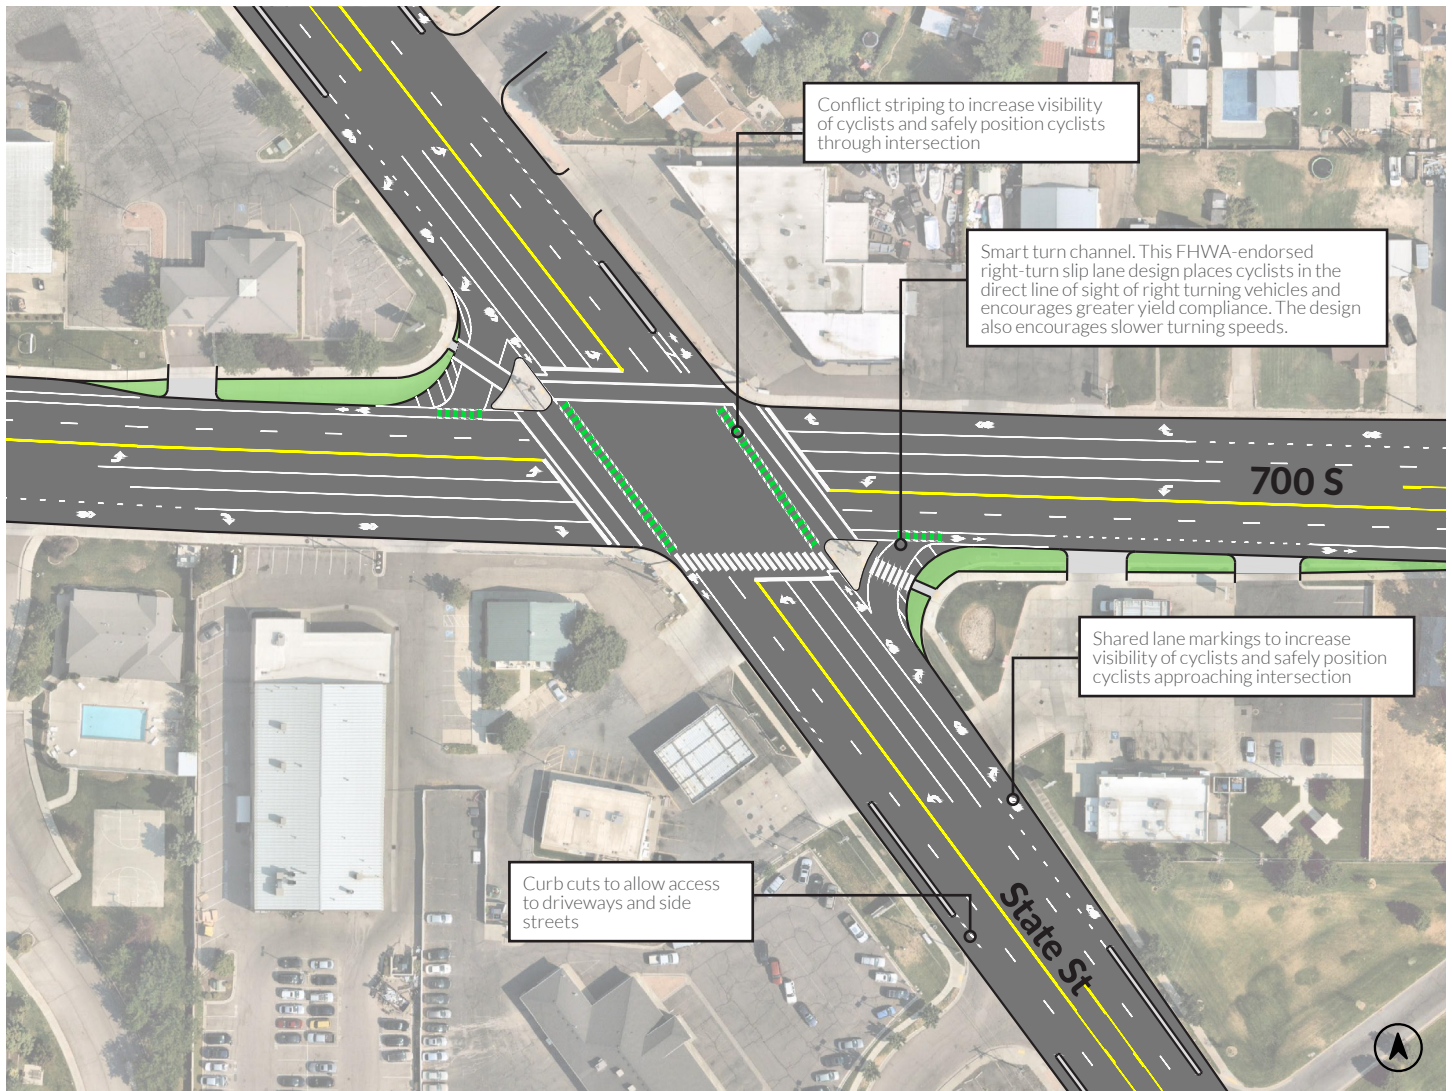 Conflict striping to increase visibility
of cyclists and safely position cyclists
through intersection
Smart turn channel. This FHWA-endorsed
right-turn slip lane design places cyclists in the
direct line of sight of right turning vehicles and
encourages greater yield compliance. The design
also encourages slower turning speeds.
700 S
Shared lane markings to increase
visibility of cyclists and safely position
cyclists approaching intersection
Curb cuts to allow access
to driveways and side
streets
State St